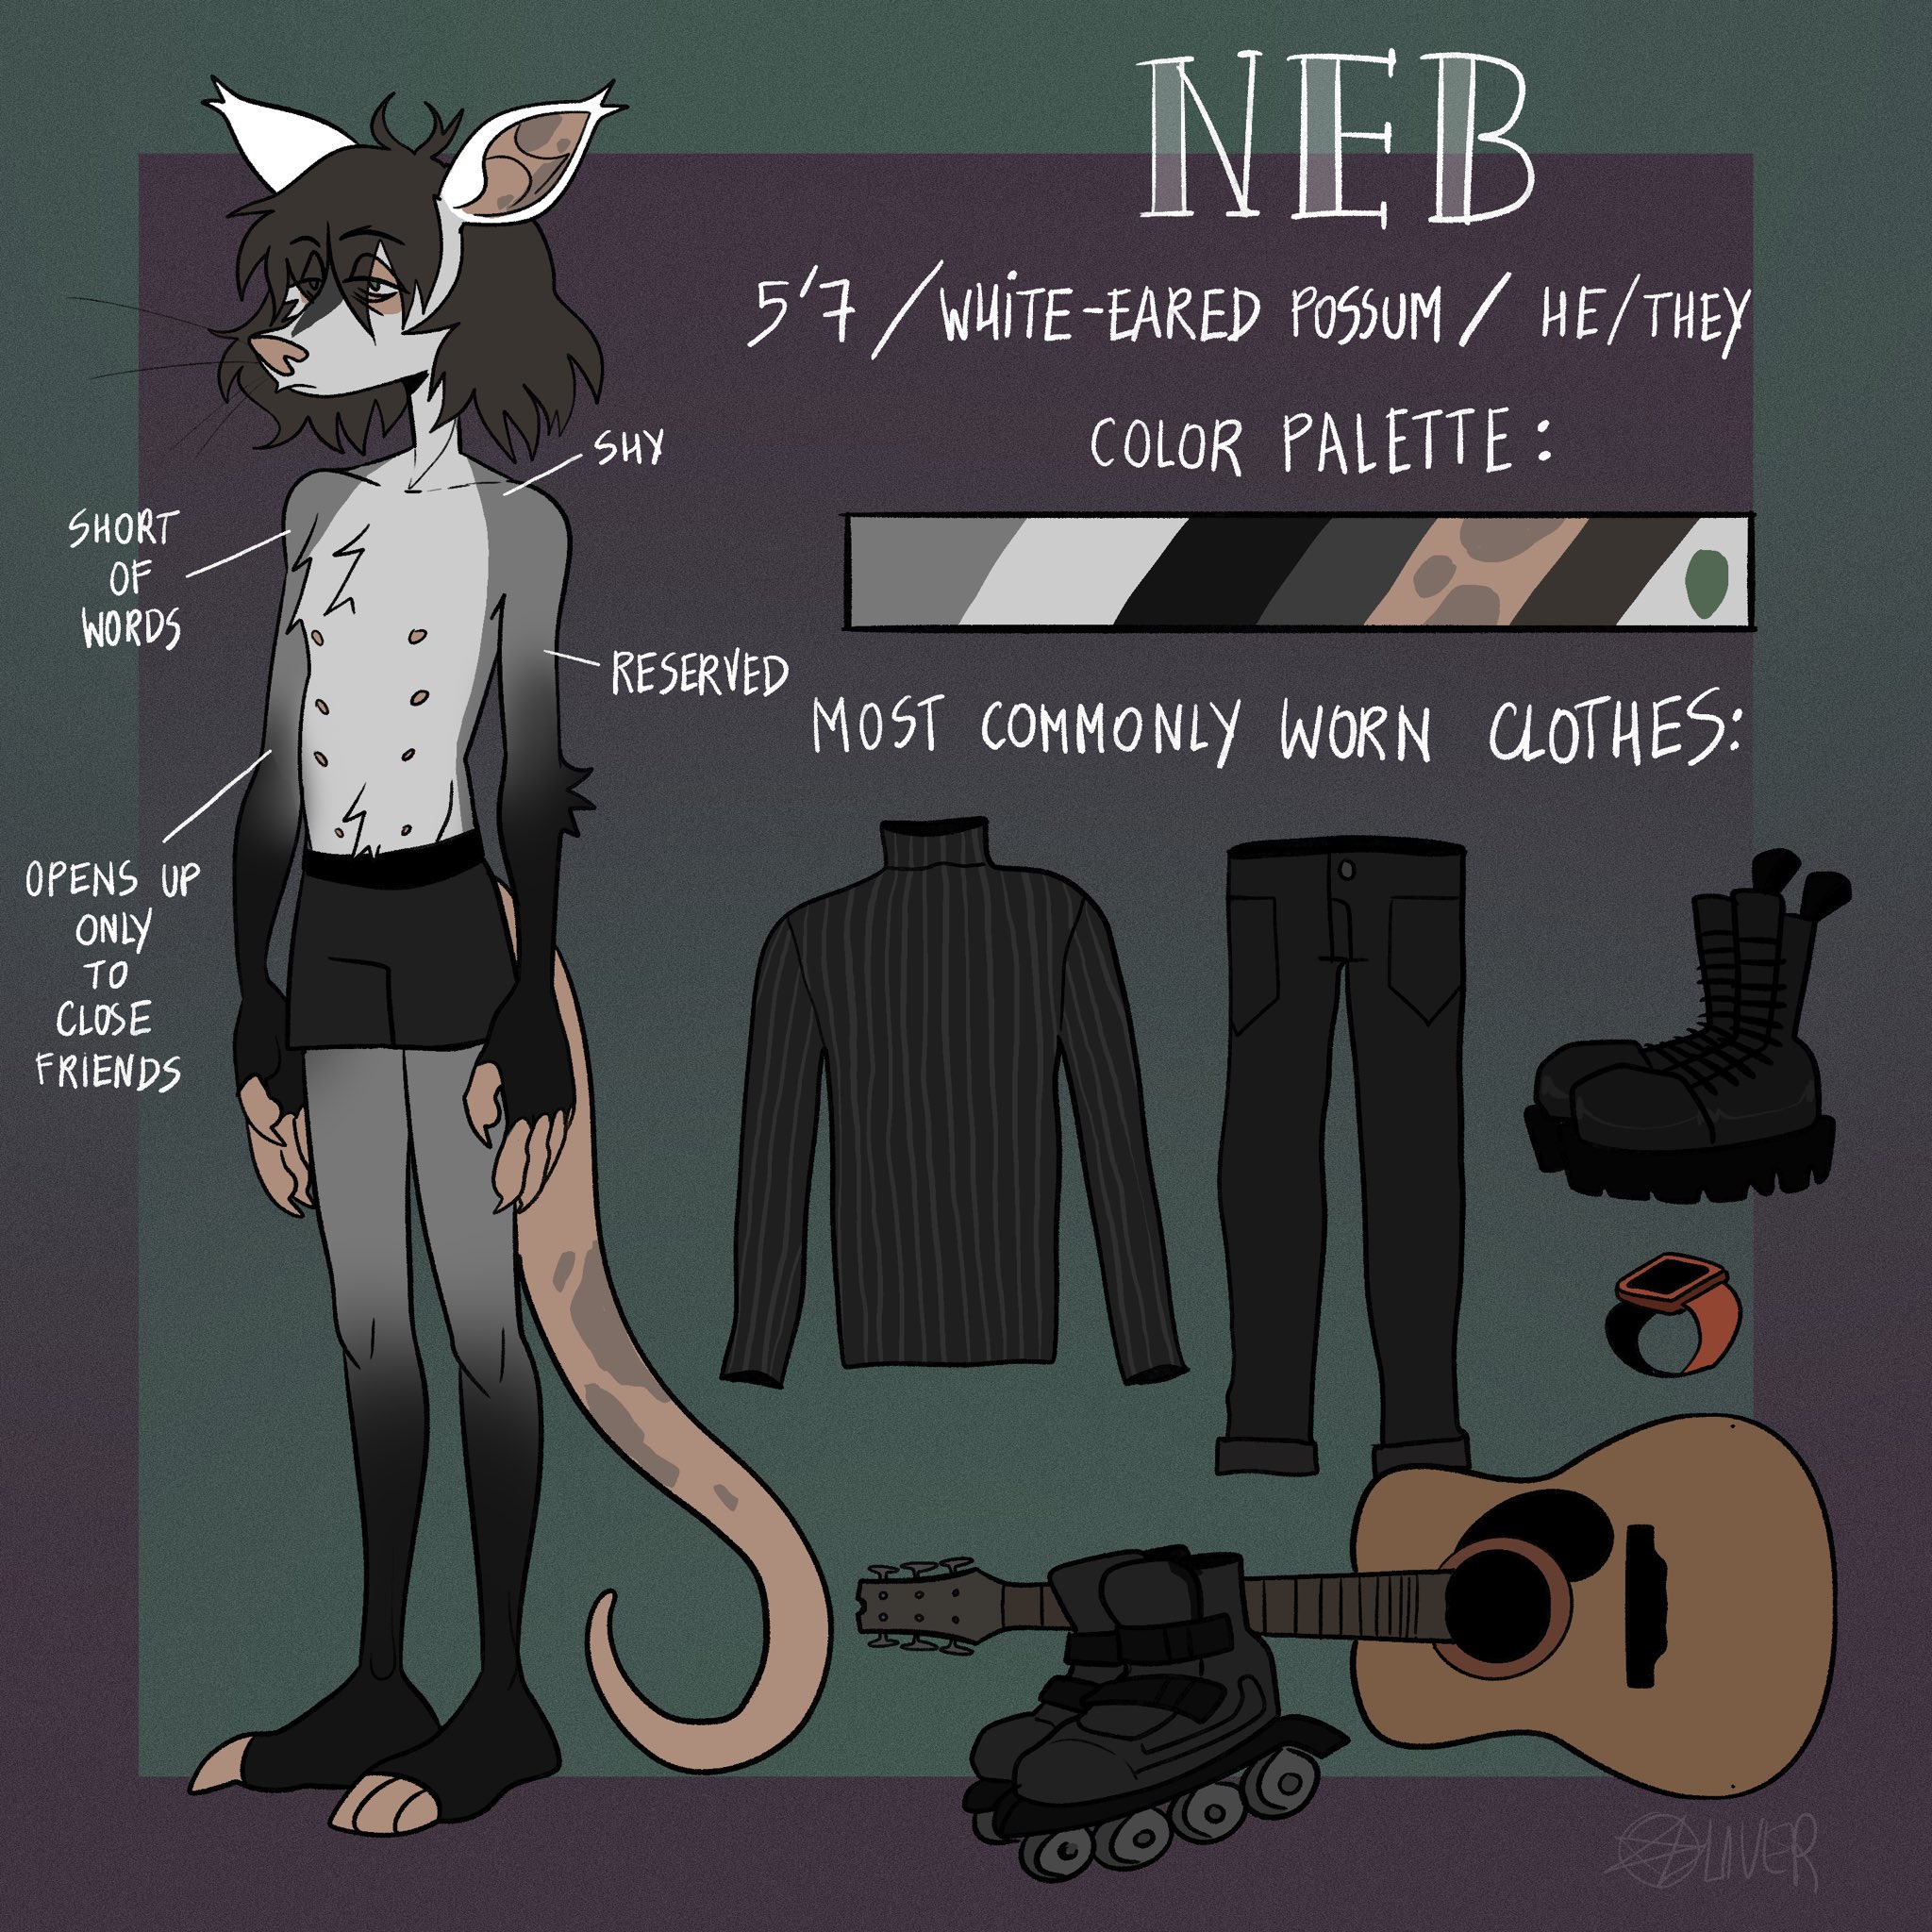 NEB
5'7 / WHITE-EARED POSSUM / HE/THEY
COLOR PALETTE:
SHY
SHORT
OF
WORDS
RESERVED
MOST COMMONLY WORN CLOTHES:
OPENS UP
ONLY
TO
CLOSE
FRIENDS
OLIVER